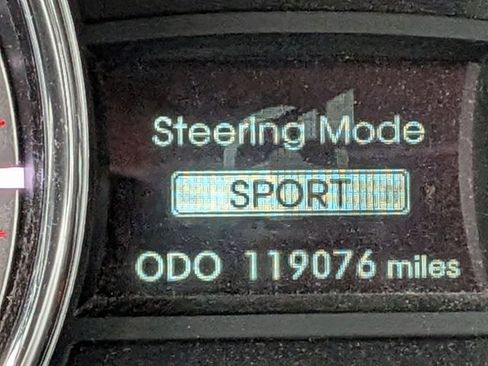 Steering Mode
SPORT
ODO 119076 miles